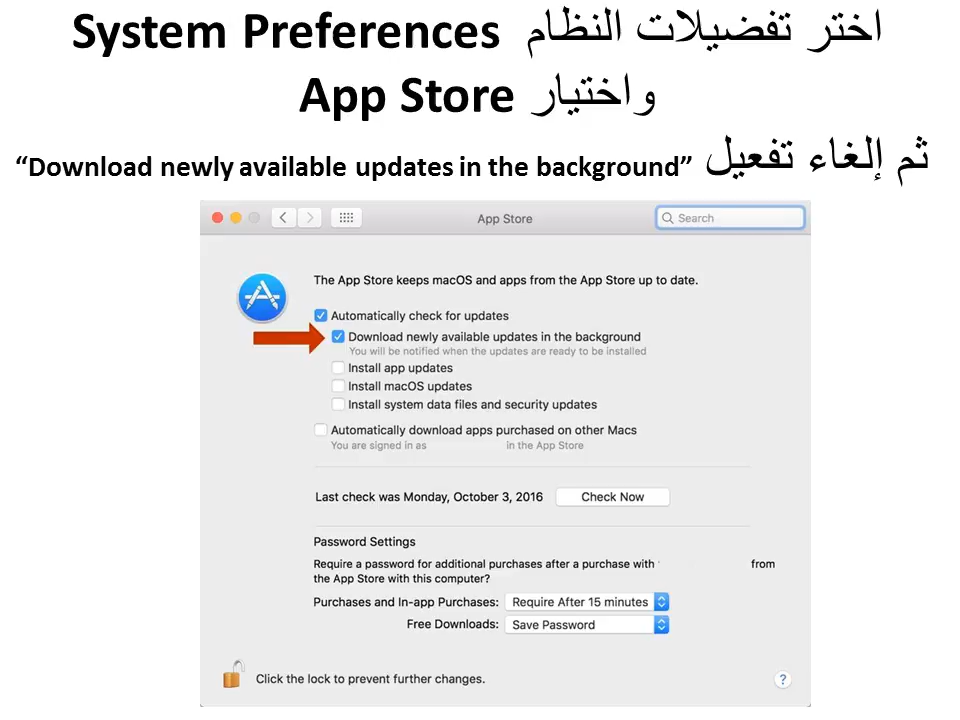 اختر تفضيلات النظام System Preferences
واختيار App Store
ثم إلغاء تفعيل “Download newly available updates in the background”
App Store
Search
The App Store keeps macOS and apps from the App Store up to date.
Automatically check for updates
Download newly available updates in the background
You will be notified when the updates are ready to be installed
Install app updates
Install macOS updates
Install system data files and security updates
Automatically download apps purchased on other Macs
You are signed in as in the App Store
Last check was Monday, October 3, 2016 Check Now
Password Settings
Require a password for additional purchases after a purchase with from
the App Store with this computer?
Purchases and In-app Purchases: Require After 15 minutes
Free Downloads: Save Password
Click the lock to prevent further changes. ?